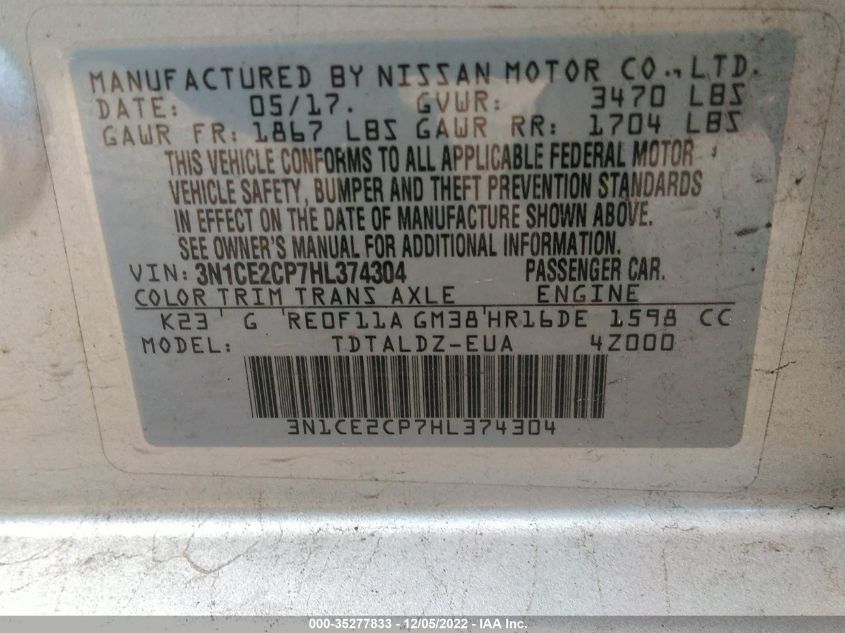 MANUFACTURED BY NISSAN MOTOR CO., LTD.
DATE: 05/17. GVWR: 3470 LBS
GAWR FR: 1867 LBS GAWR RR: 1704 LBS
THIS VEHICLE CONFORMS TO ALL APPLICABLE FEDERAL MOTOR
VEHICLE SAFETY, BUMPER AND THEFT PREVENTION STANDARDS
IN EFFECT ON THE DATE OF MANUFACTURE SHOWN ABOVE.
SEE OWNER'S MANUAL FOR ADDITIONAL INFORMATION.
VIN: 3N1CE2CP7HL374304 PASSENGER CAR.
COLOR TRIM TRANS AXLE ENGINE
K23 G RE0F11A GM38 HR16DE 1598 CC
MODEL: TDTALDZ-EUA 4Z000
3N1CE2CP7HL374304
000-35277833 - 12/05/2022 - IAA Inc.